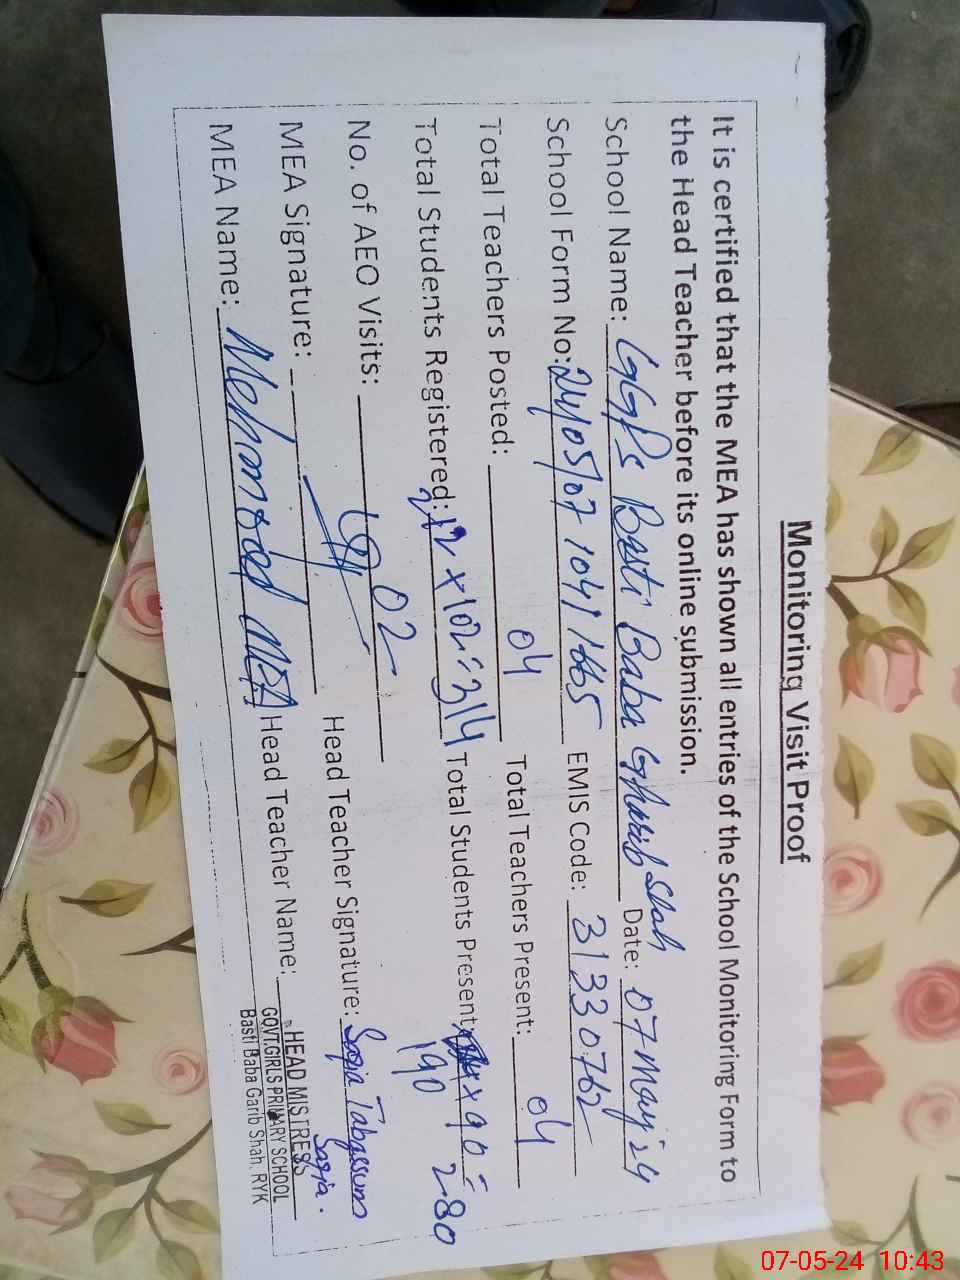 Monitoring Visit Proof
It is certified that the MEA has shown all entries of the School Monitoring Form to
the Head Teacher before its online submission.
School Name: GGPS Basti Baba Gharib Shah Date: 07 May 24
School Form No: 24/05/07 1041665 EMIS Code: 31330762
Total Teachers Posted: 04 Total Teachers Present: 04
Total Students Registered: 212 x 102 = 314 Total Students Present: x 90 = 280
190
No. of AEO Visits: 02
MEA Signature: Head Teacher Signature: Sazia Tabassum
MEA Name: Mehmood MEA Head Teacher Name: Sazia.
HEAD MISTRESS
GOVT.GIRLS PRIMARY SCHOOL
Basti Baba Garib Shah. RYK
07-05-24 10:43